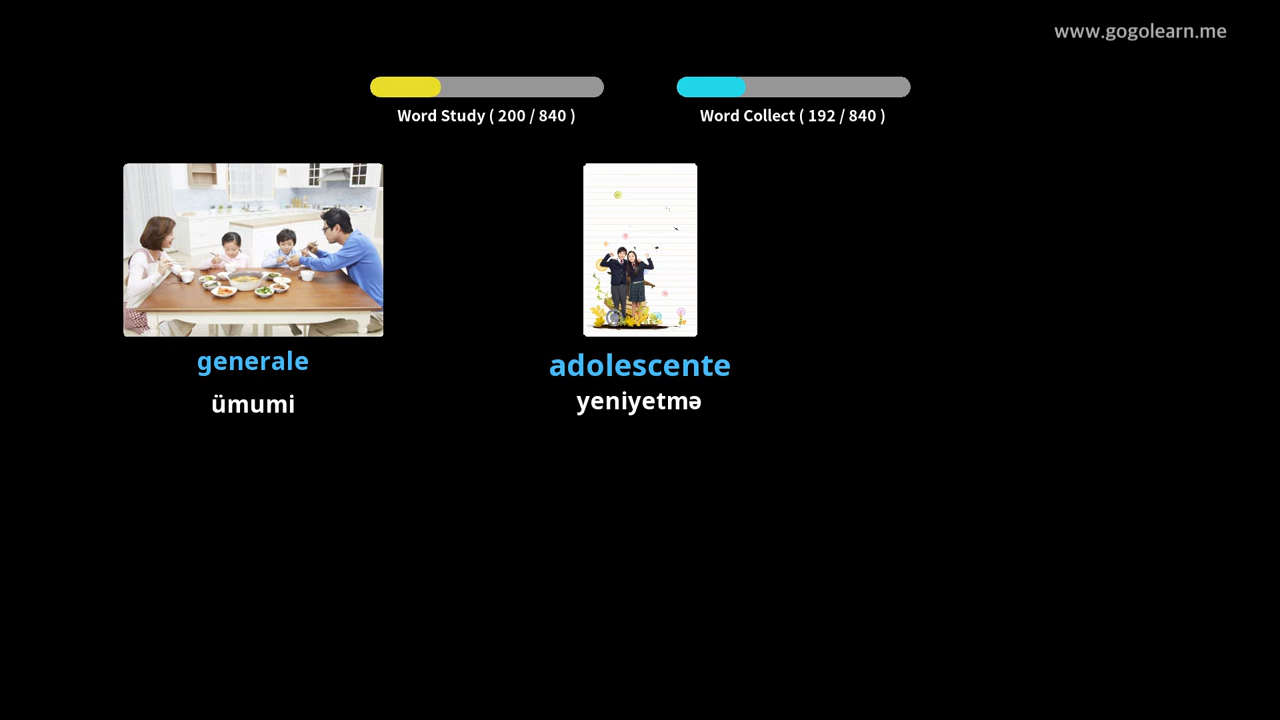 www.gogolearn.me
Word Study ( 200 / 840 )
Word Collect ( 192 / 840 )
generale
ümumi
adolescente
yeniyetmə